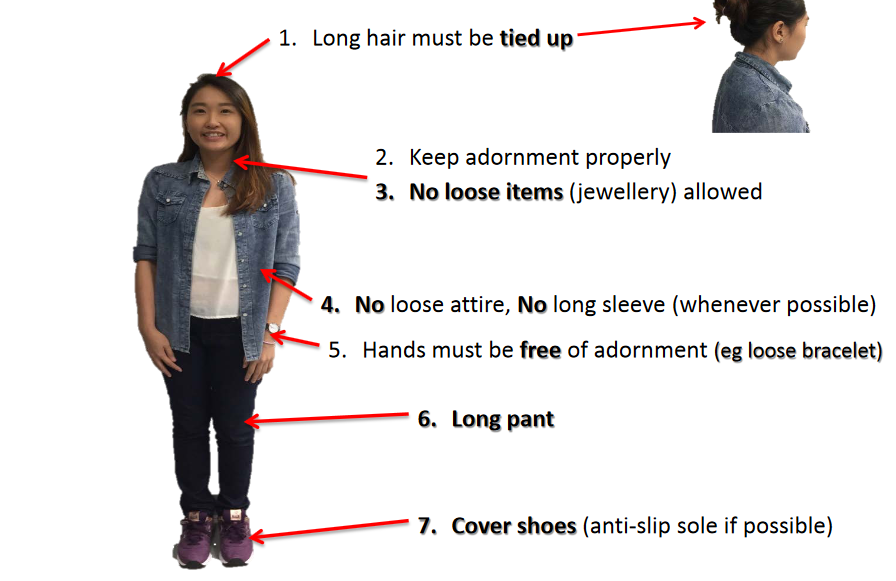 1. Long hair must be tied up
2. Keep adornment properly
3. No loose items (jewellery) allowed
4. No loose attire, No long sleeve (whenever possible)
5. Hands must be free of adornment (eg loose bracelet)
6. Long pant
7. Cover shoes (anti-slip sole if possible)